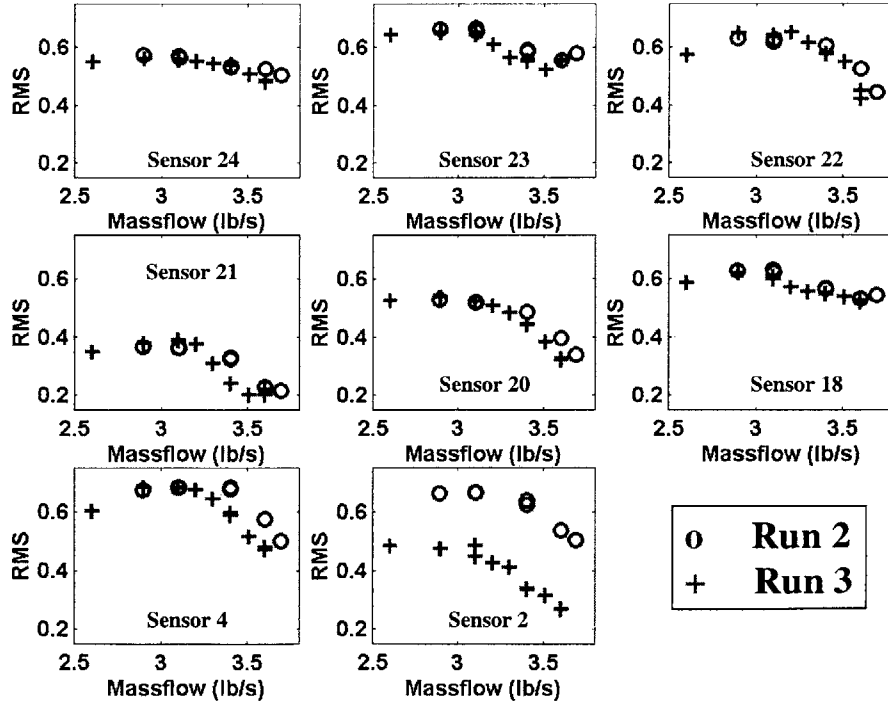 RMS
0.6
0.4
0.2
Sensor 24
2.5 3 3.5
Massflow (lb/s)
RMS
0.6
0.4
0.2
Sensor 23
2.5 3 3.5
Massflow (lb/s)
RMS
0.6
0.4
0.2
Sensor 22
2.5 3 3.5
Massflow (lb/s)
RMS
0.6
0.4
0.2
Sensor 21
2.5 3 3.5
Massflow (lb/s)
RMS
0.6
0.4
0.2
Sensor 20
2.5 3 3.5
Massflow (lb/s)
RMS
0.6
0.4
0.2
Sensor 18
2.5 3 3.5
Massflow (lb/s)
RMS
0.6
0.4
0.2
Sensor 4
2.5 3 3.5
Massflow (lb/s)
RMS
0.6
0.4
0.2
Sensor 2
2.5 3 3.5
Massflow (lb/s)
Run 2
Run 3